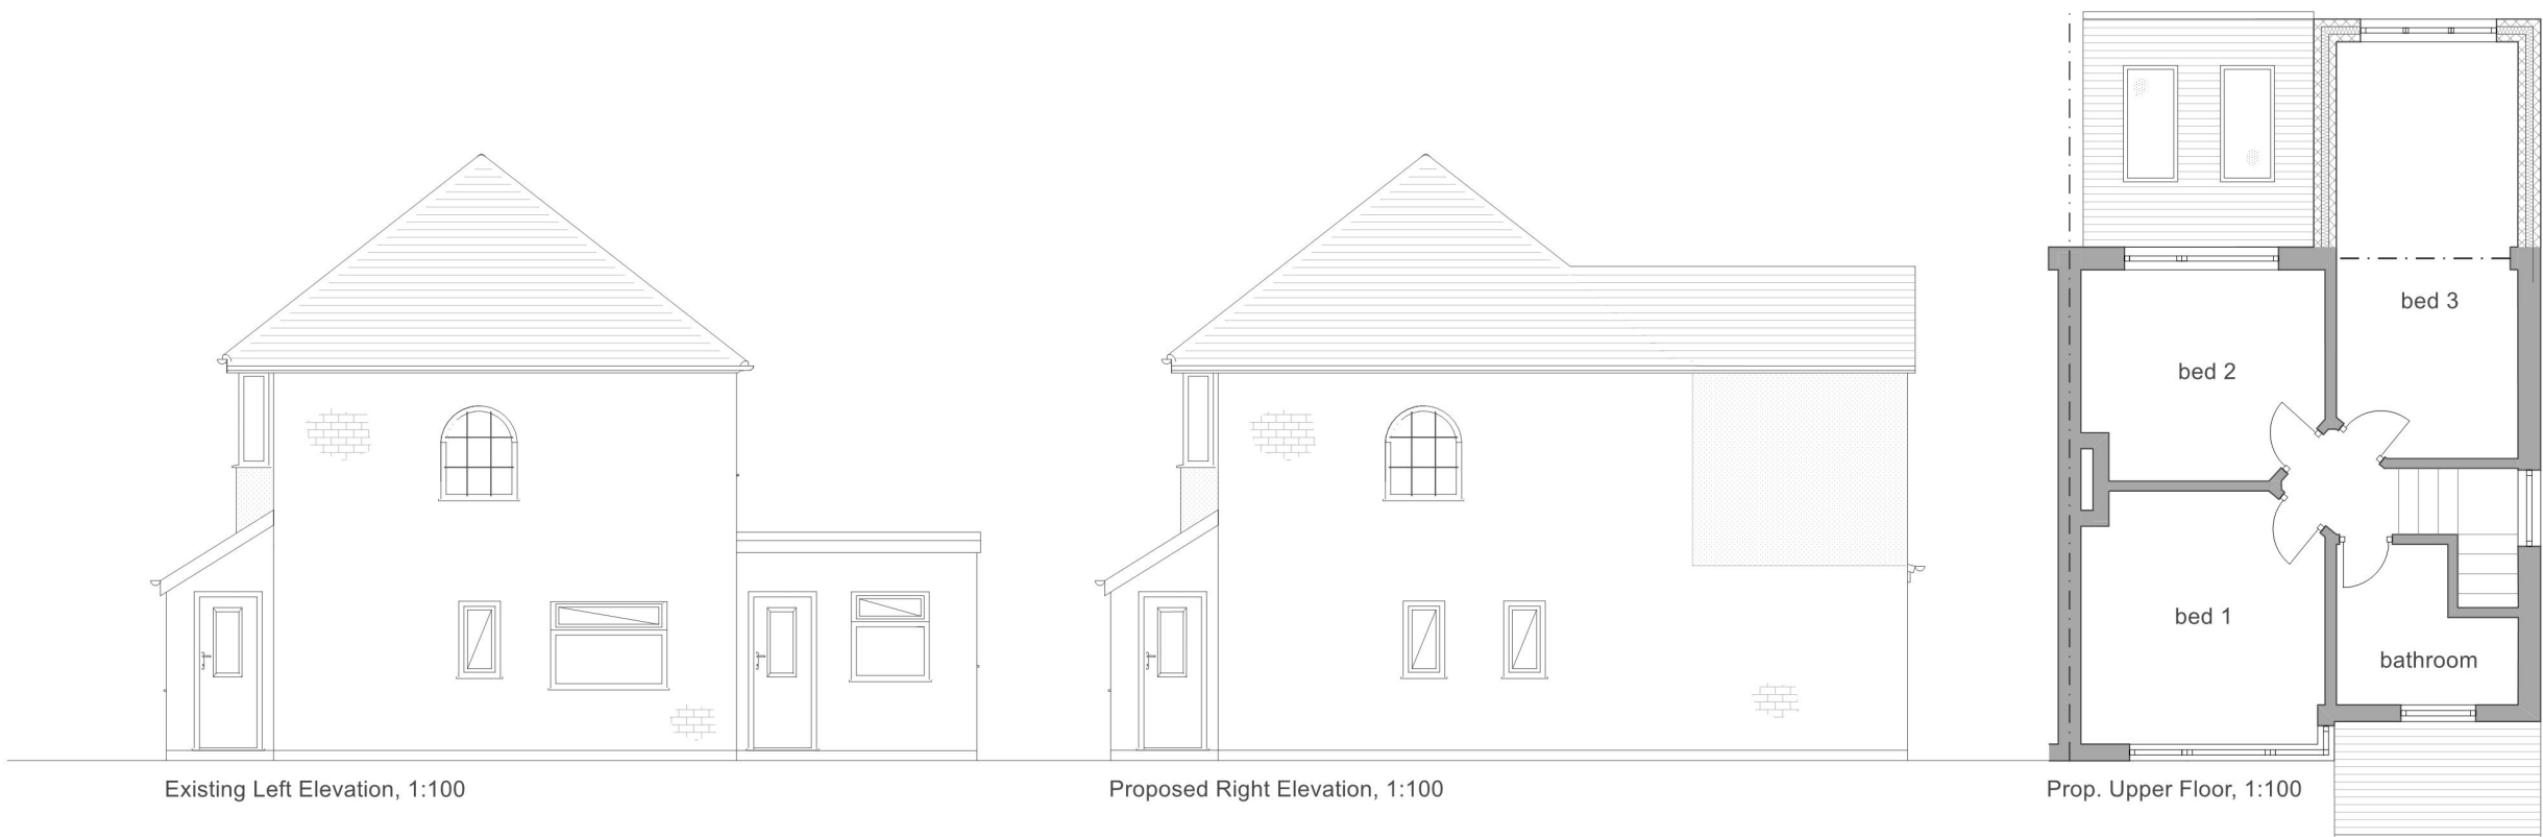 bed 3
bed 2
bed 1
bathroom
Existing Left Elevation, 1:100
Proposed Right Elevation, 1:100
Prop. Upper Floor, 1:100